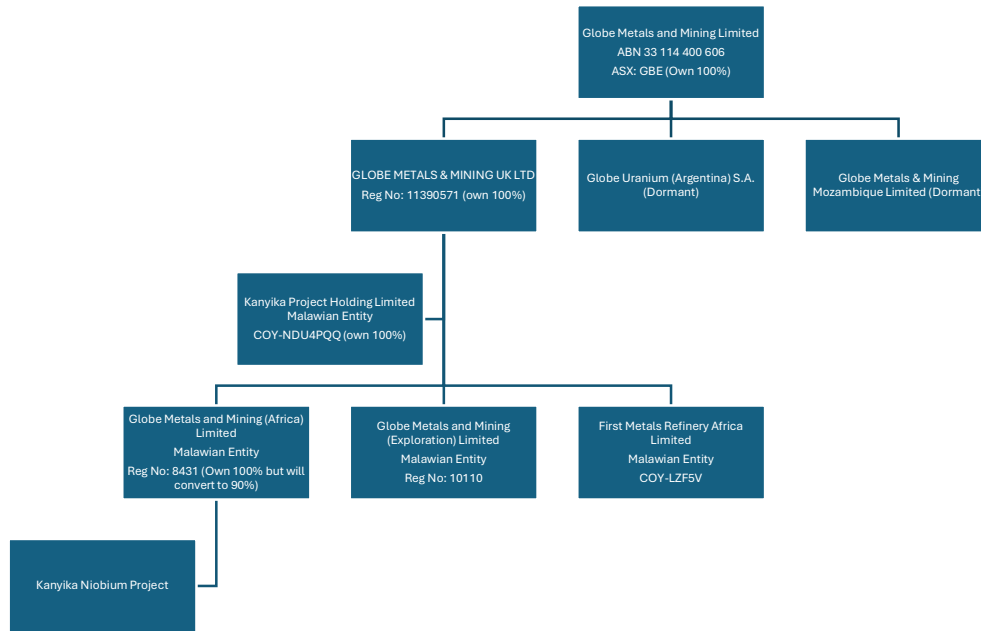 Globe Metals and Mining Limited
ABN 33 114 400 606
ASX: GBE (Own 100%)
GLOBE METALS & MINING UK LTD
Reg No: 11390571 (own 100%)
Globe Uranium (Argentina) S.A.
(Dormant)
Globe Metals & Mining
Mozambique Limited (Dormant
Kanyika Project Holding Limited
Malawian Entity
COY-NDU4PQQ (own 100%)
Globe Metals and Mining (Africa)
Limited
Malawian Entity
Reg No: 8431 (Own 100% but will
convert to 90%)
Globe Metals and Mining
(Exploration) Limited
Malawian Entity
Reg No: 10110
First Metals Refinery Africa
Limited
Malawian Entity
COY-LZF5V
Kanyika Niobium Project